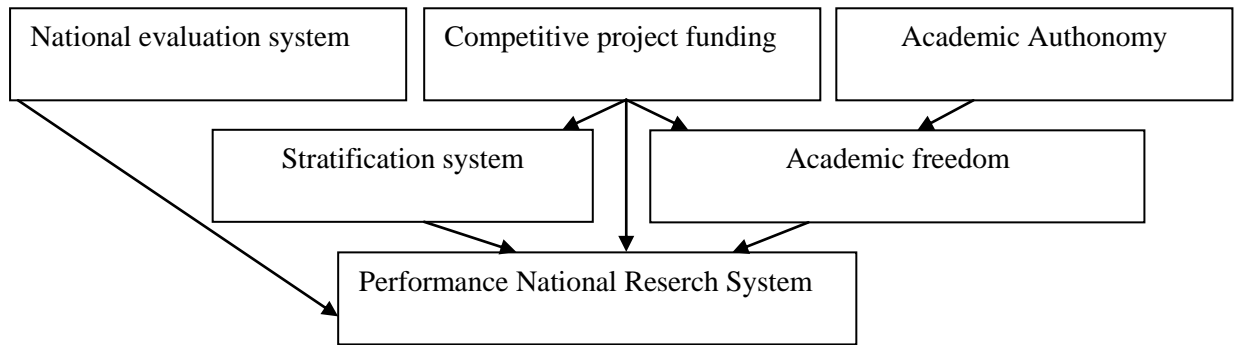 National evaluation system
Competitive project funding
Academic Authonomy
Stratification system
Academic freedom
Performance National Reserch System